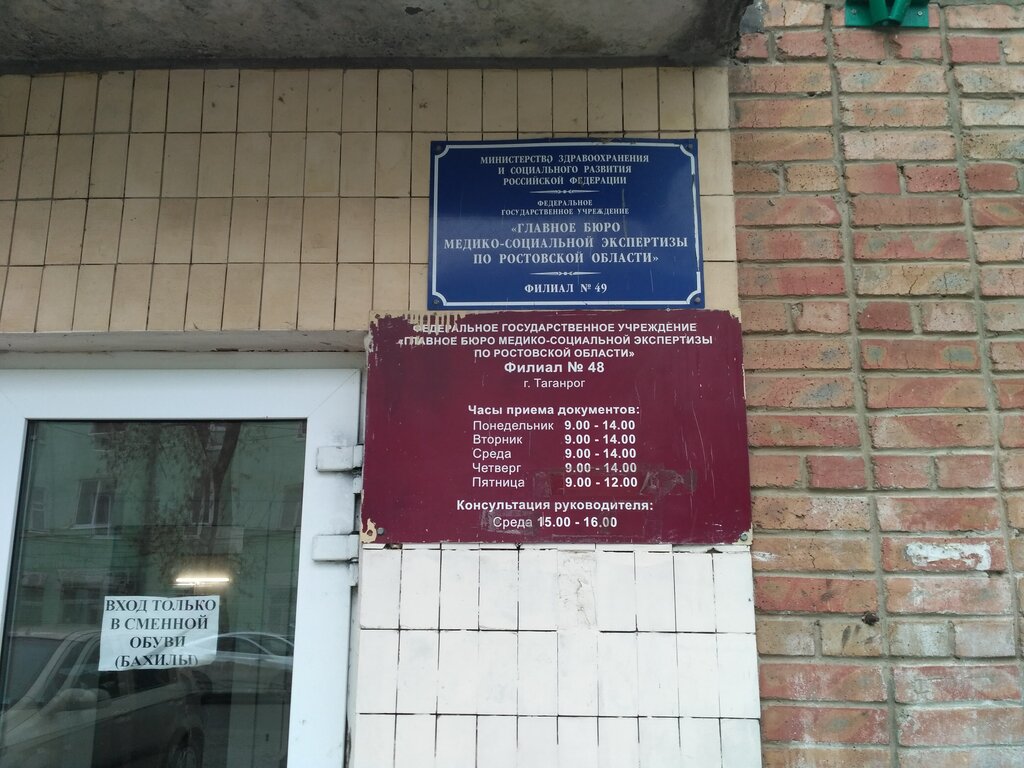 МИНИСТЕРСТВО ЗДРАВООХРАНЕНИЯ
И СОЦИАЛЬНОГО РАЗВИТИЯ
РОССИЙСКОЙ ФЕДЕРАЦИИ
ФЕДЕРАЛЬНОЕ
ГОСУДАРСТВЕННОЕ УЧРЕЖДЕНИЕ
«ГЛАВНОЕ БЮРО
МЕДИКО-СОЦИАЛЬНОЙ ЭКСПЕРТИЗЫ
ПО РОСТОВСКОЙ ОБЛАСТИ»
ФИЛИАЛ № 49
ФЕДЕРАЛЬНОЕ ГОСУДАРСТВЕННОЕ УЧРЕЖДЕНИЕ
«ГЛАВНОЕ БЮРО МЕДИКО-СОЦИАЛЬНОЙ ЭКСПЕРТИЗЫ
ПО РОСТОВСКОЙ ОБЛАСТИ»
Филиал № 48
г. Таганрог
Часы приема документов:
Понедельник 9.00 - 14.00
Вторник 9.00 - 14.00
Среда 9.00 - 14.00
Четверг 9.00 - 14.00
Пятница 9.00 - 12.00
Консультация руководителя:
Среда 15.00 - 16.00
ВХОД ТОЛЬКО
В СМЕННОЙ
ОБУВИ
(БАХИЛЫ)